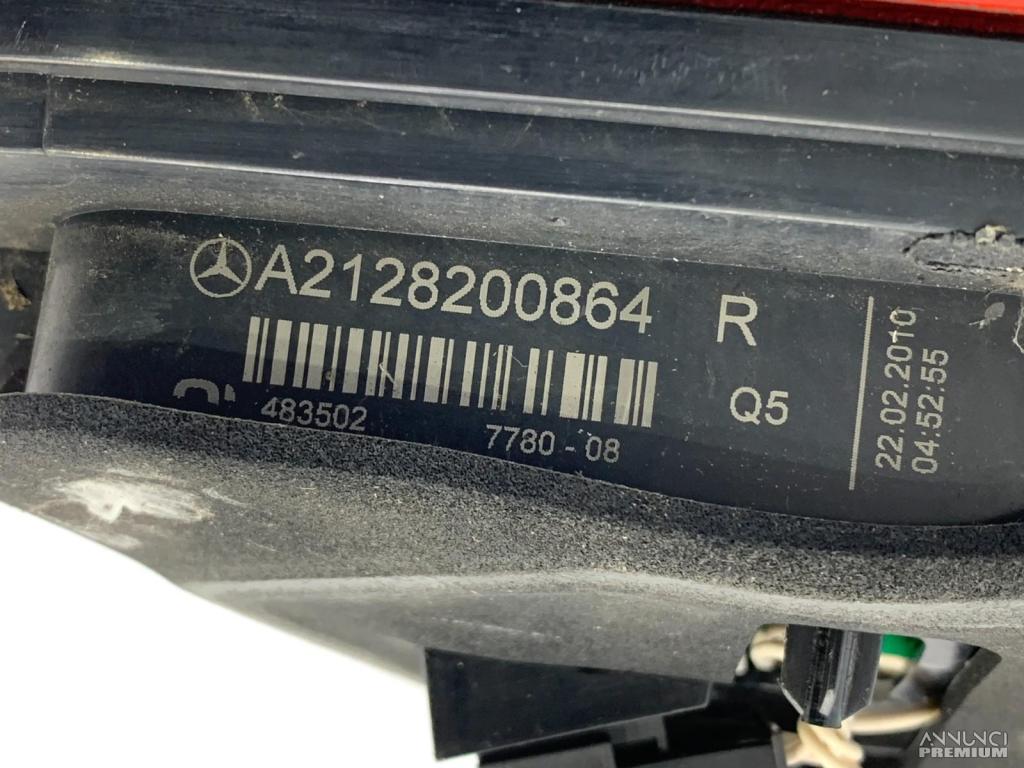 A2128200864 R
Q5
483502 7780 - 08
22.02.2010
04:52:55
ANNUNCI
PREMIUM